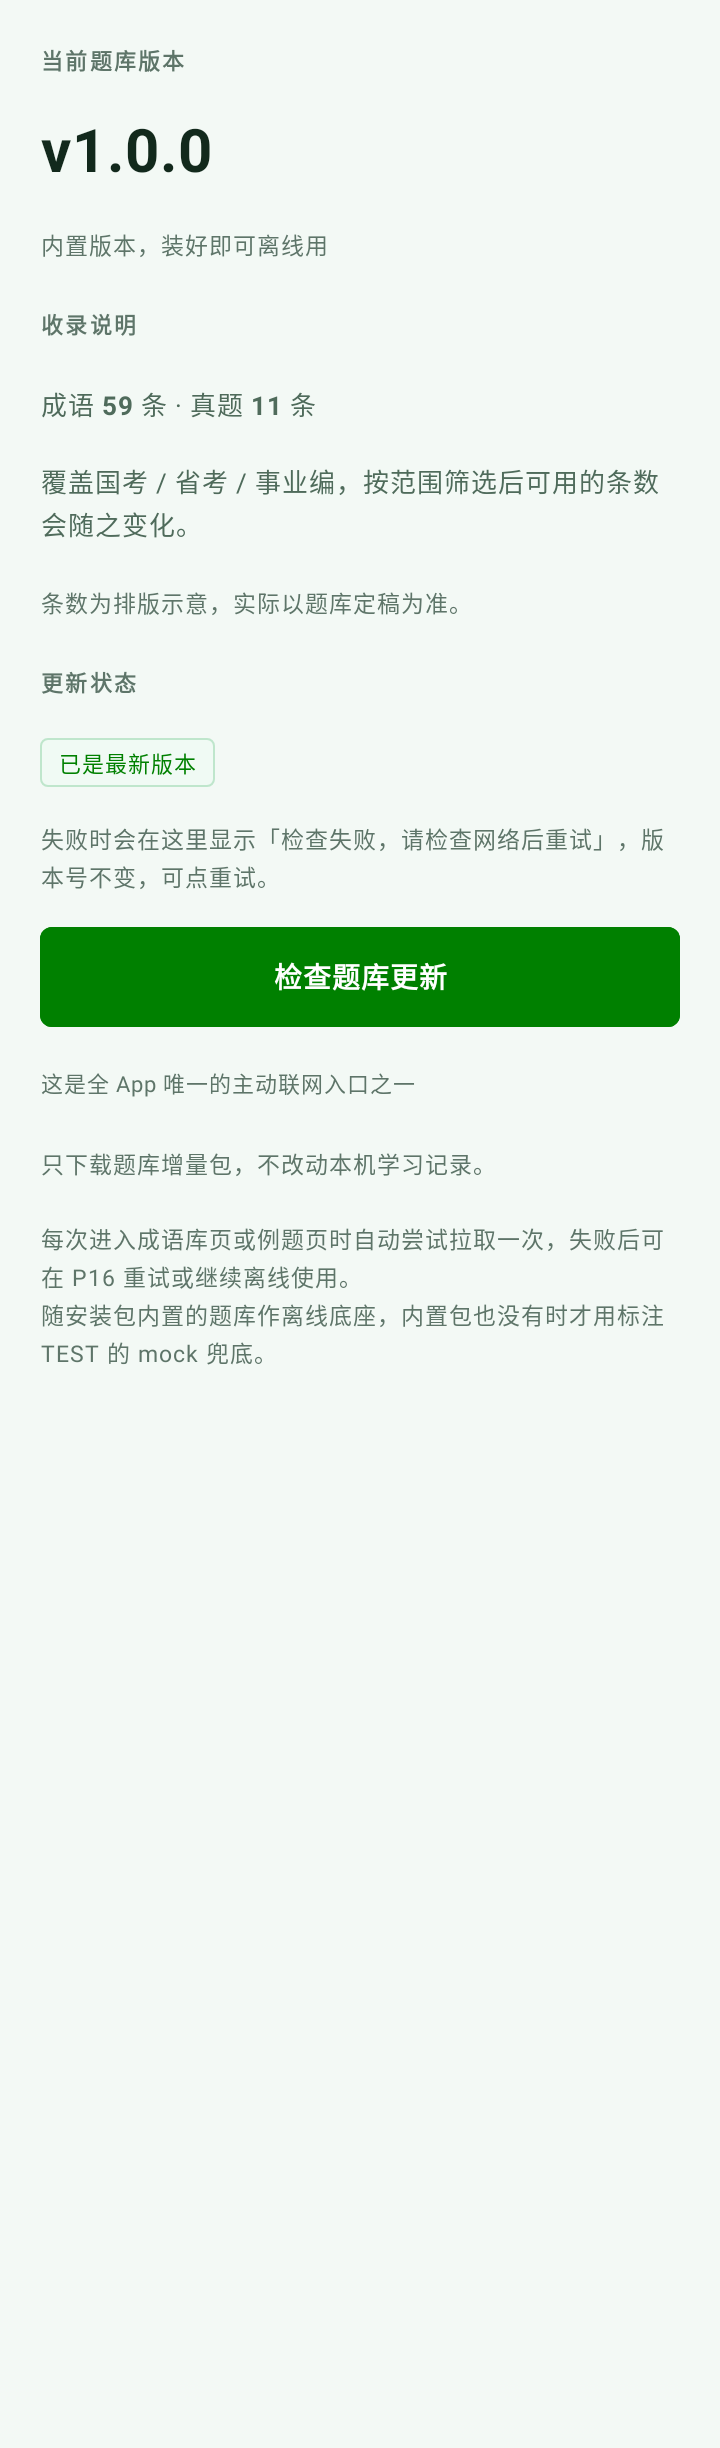 当前题库版本
v1.0.0
内置版本，装好即可离线用
收录说明
成语 59 条 · 真题 11 条
覆盖国考 / 省考 / 事业编，按范围筛选后可用的条数
会随之变化。
条数为排版示意，实际以题库定稿为准。
更新状态
已是最新版本
失败时会在这里显示「检查失败，请检查网络后重试」，版
本号不变，可点重试。
检查题库更新
这是全 App 唯一的主动联网入口之一
只下载题库增量包，不改动本机学习记录。
每次进入成语库页或例题页时自动尝试拉取一次，失败后可
在 P16 重试或继续离线使用。
随安装包内置的题库作离线底座，内置包也没有时才用标注
TEST 的 mock 兜底。